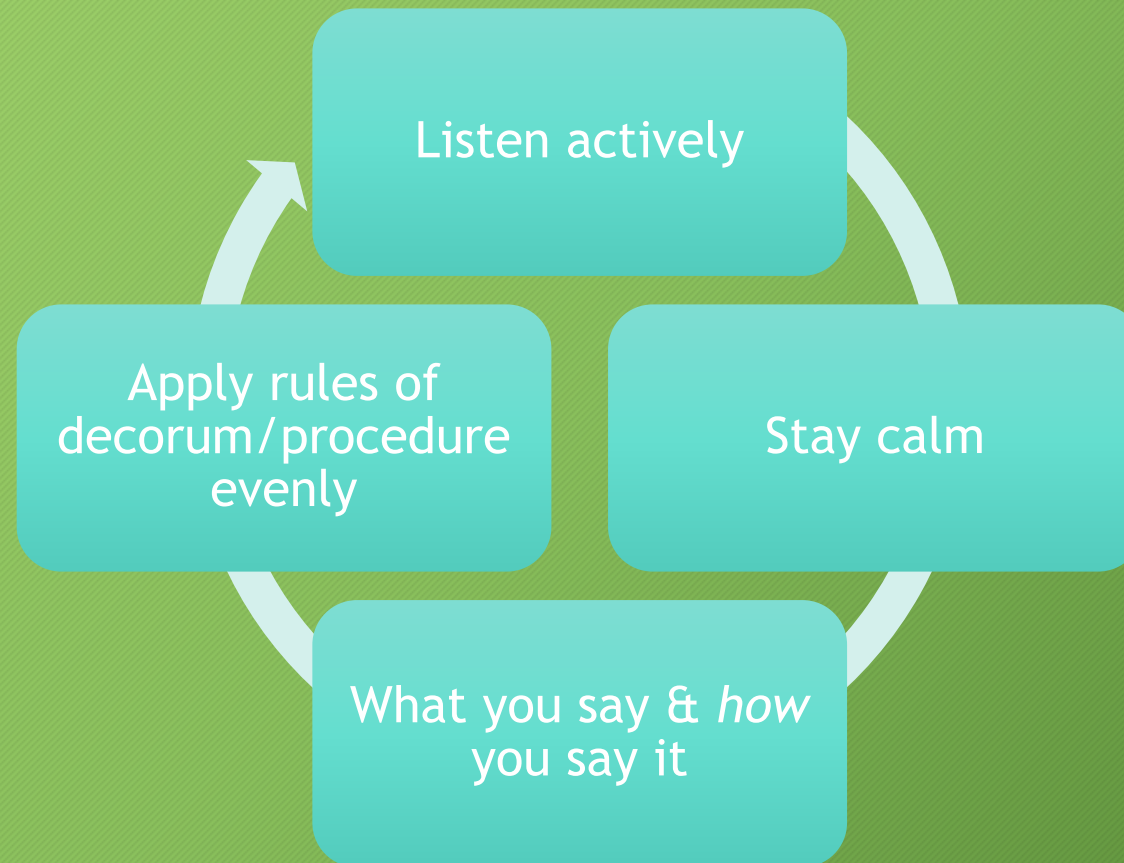 Listen actively
Stay calm
What you say & how
you say it
Apply rules of
decorum/procedure
evenly